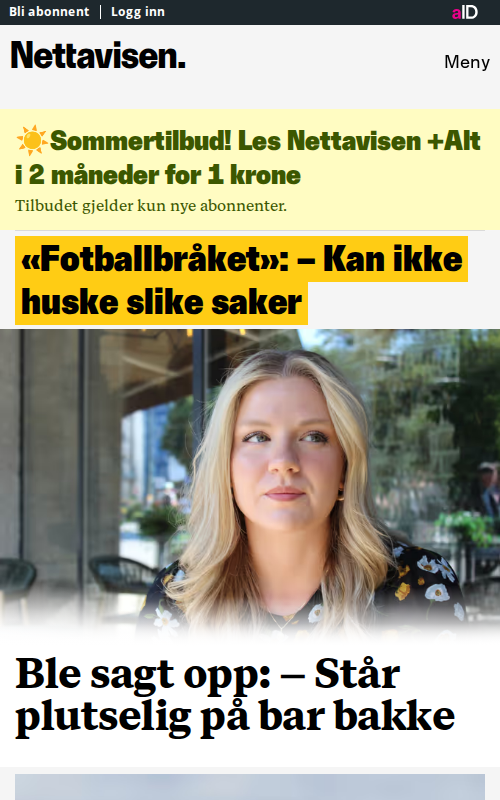 Bli abonnent | Logg inn
aID
Nettavisen.
Meny
☀️Sommertilbud! Les Nettavisen +Alt
i 2 måneder for 1 krone
Tilbudet gjelder kun nye abonnenter.
«Fotballbråket»: – Kan ikke
huske slike saker
Ble sagt opp: – Står
plutselig på bar bakke